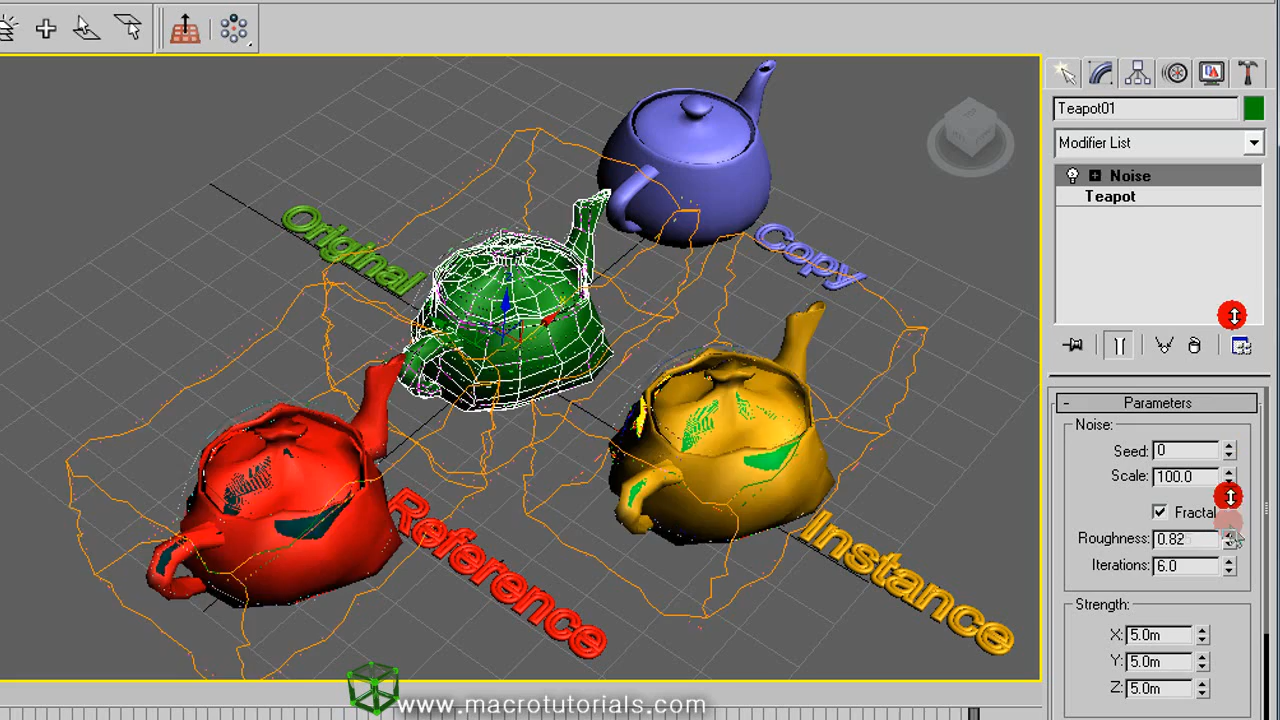 Teapot01
Modifier List
Noise
Teapot
Original
Copy
Reference
Instance
- Parameters
Noise:
Seed: 0
Scale: 100.0
Fractal
Roughness: 0.82
Iterations: 6.0
Strength:
X: 5.0m
Y: 5.0m
Z: 5.0m
www.macrotutorials.com